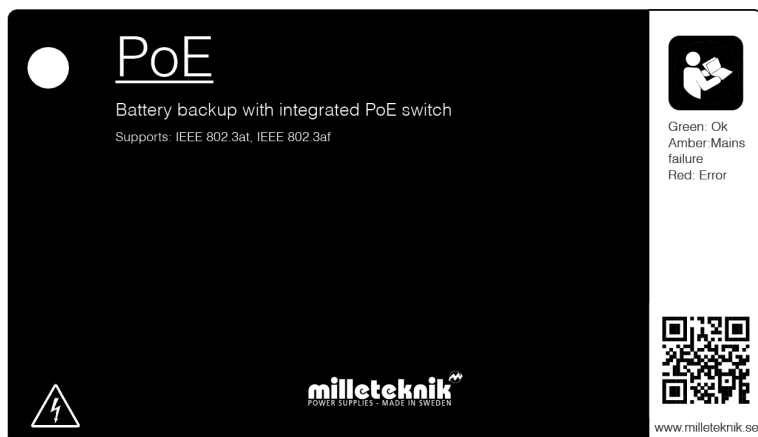 PoE
Battery backup with integrated PoE switch
Supports: IEEE 802.3at, IEEE 802.3af
Green: Ok
Amber:Mains
failure
Red: Error
milleteknik
POWER SUPPLIES - MADE IN SWEDEN
www.milleteknik.se